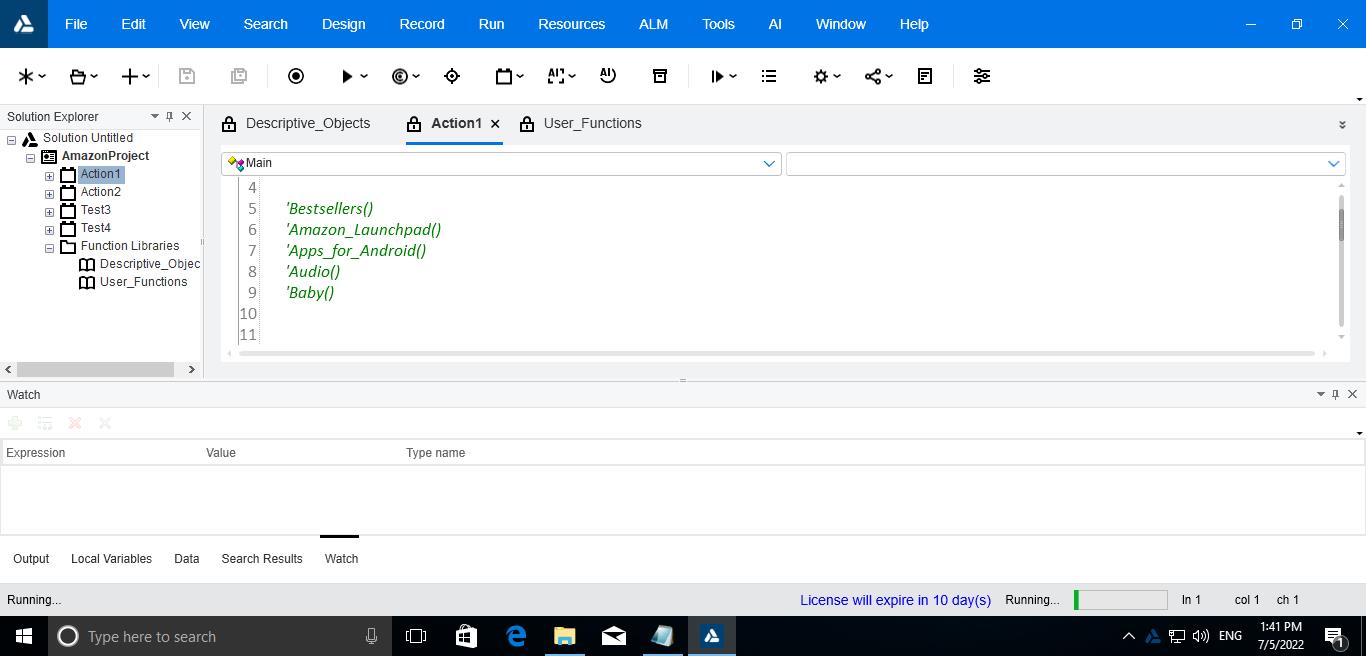 File Edit View Search Design Record Run Resources ALM Tools AI Window Help
AI AI
Solution Explorer
Solution Untitled
AmazonProject
Action1
Action2
Test3
Test4
Function Libraries
Descriptive_Objec
User_Functions
Descriptive_Objects Action1 User_Functions
Main
4
5 'Bestsellers()
6 'Amazon_Launchpad()
7 'Apps_for_Android()
8 'Audio()
9 'Baby()
10
11
Watch
Expression Value Type name
Output Local Variables Data Search Results Watch
Running... License will expire in 10 day(s) Running... ln 1 col 1 ch 1
Type here to search
ENG
1:41 PM
7/5/2022
1